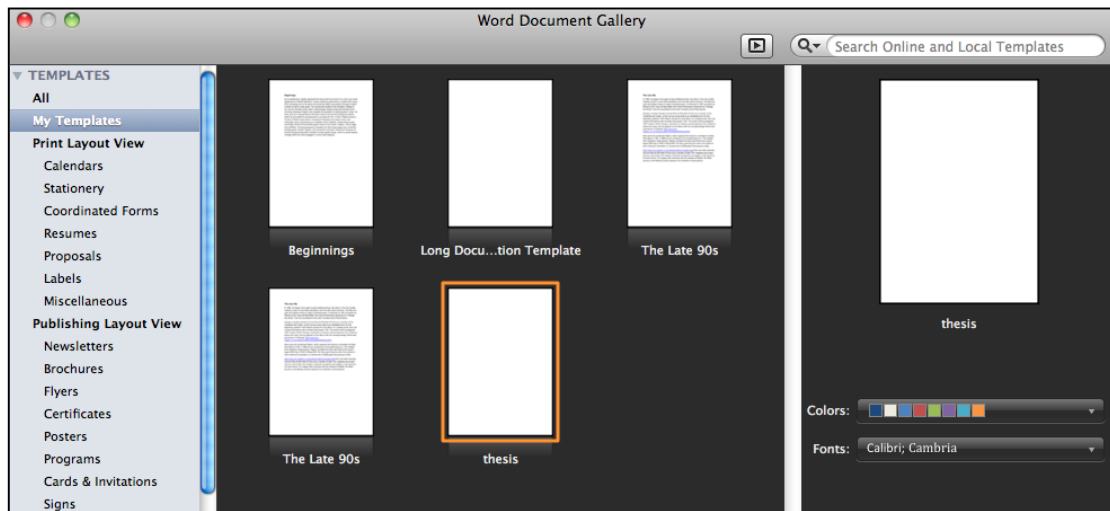 Word Document Gallery
Search Online and Local Templates
TEMPLATES
All
My Templates
Print Layout View
Calendars
Stationery
Coordinated Forms
Resumes
Proposals
Labels
Miscellaneous
Publishing Layout View
Newsletters
Brochures
Flyers
Certificates
Posters
Programs
Cards & Invitations
Signs
Beginnings
Long Docu...tion Template
The Late 90s
The Late 90s
thesis
thesis
Colors:
Fonts: Calibri; Cambria